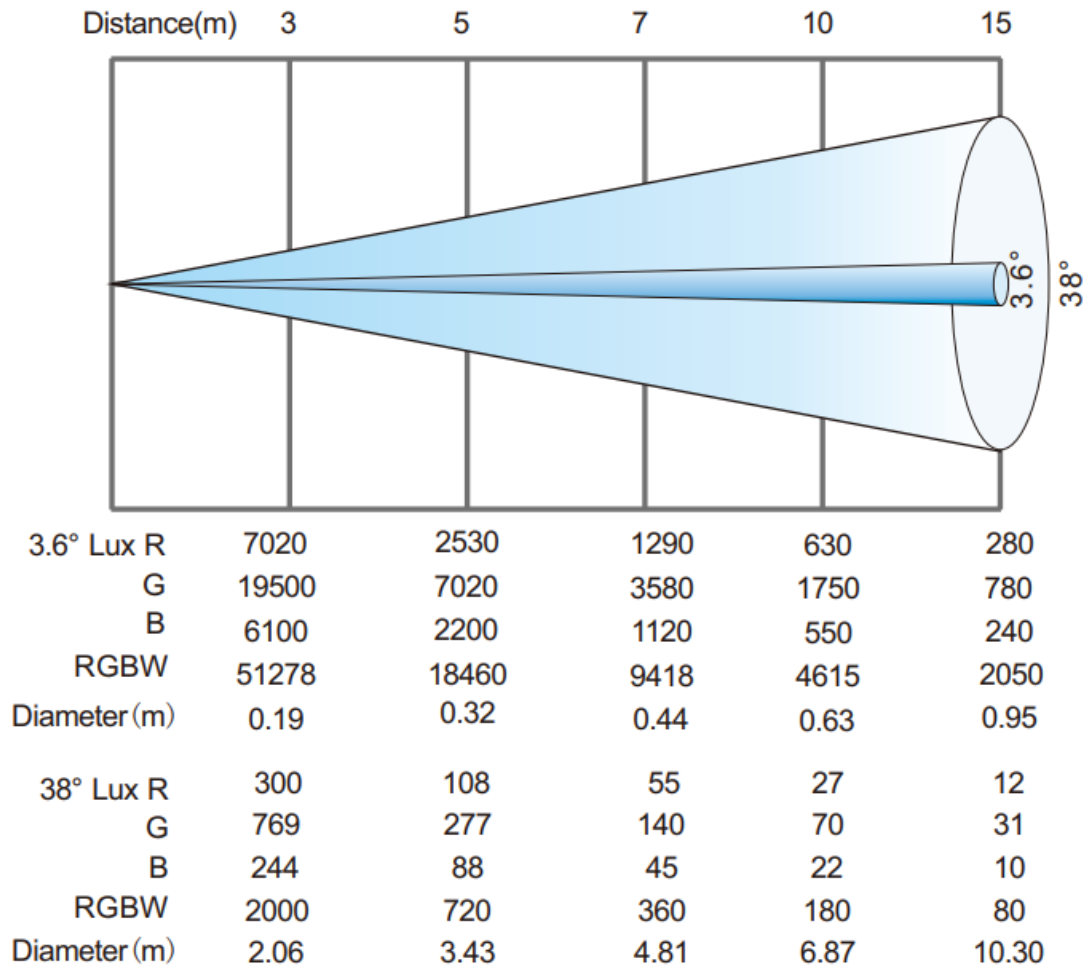 Distance(m) 3 5 7 10 15
3.6°
38°
3.6° Lux R 7020 2530 1290 630 280
G 19500 7020 3580 1750 780
B 6100 2200 1120 550 240
RGBW 51278 18460 9418 4615 2050
Diameter(m) 0.19 0.32 0.44 0.63 0.95
38° Lux R 300 108 55 27 12
G 769 277 140 70 31
B 244 88 45 22 10
RGBW 2000 720 360 180 80
Diameter(m) 2.06 3.43 4.81 6.87 10.30